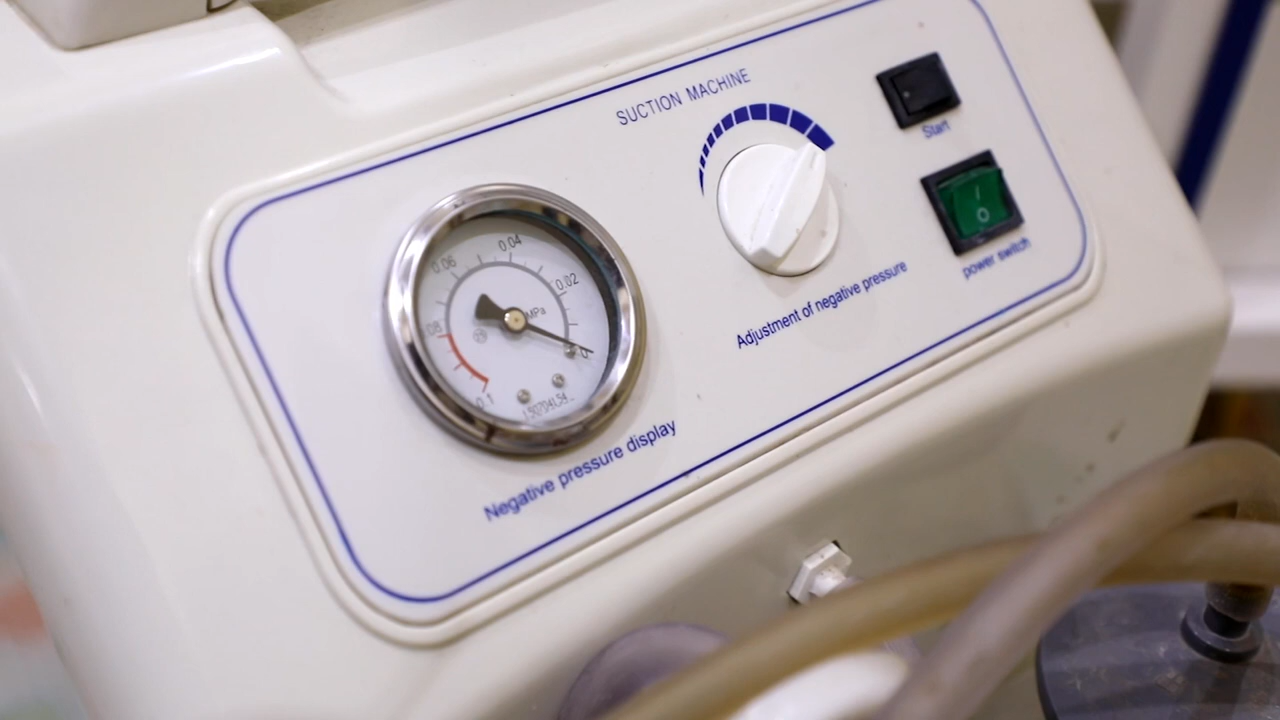 SUCTION MACHINE
Start
power switch
Adjustment of negative pressure
0.04
0.06
0.02
MPa
0
0.1
Negative pressure display